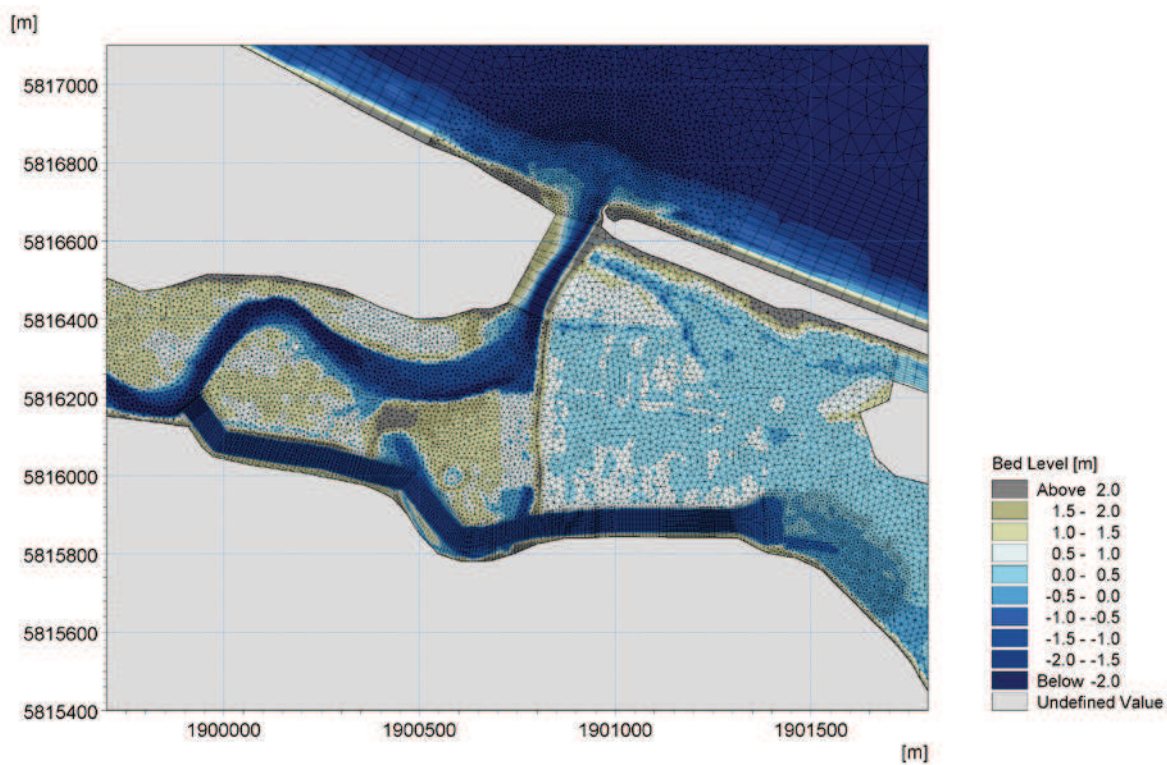 [m]
5817000
5816800
5816600
5816400
5816200
5816000
5815800
5815600
5815400
1900000
1900500
1901000
1901500
[m]
Bed Level [m]
Above 2.0
1.5 - 2.0
1.0 - 1.5
0.5 - 1.0
0.0 - 0.5
-0.5 - 0.0
-1.0 - -0.5
-1.5 - -1.0
-2.0 - -1.5
Below -2.0
Undefined Value